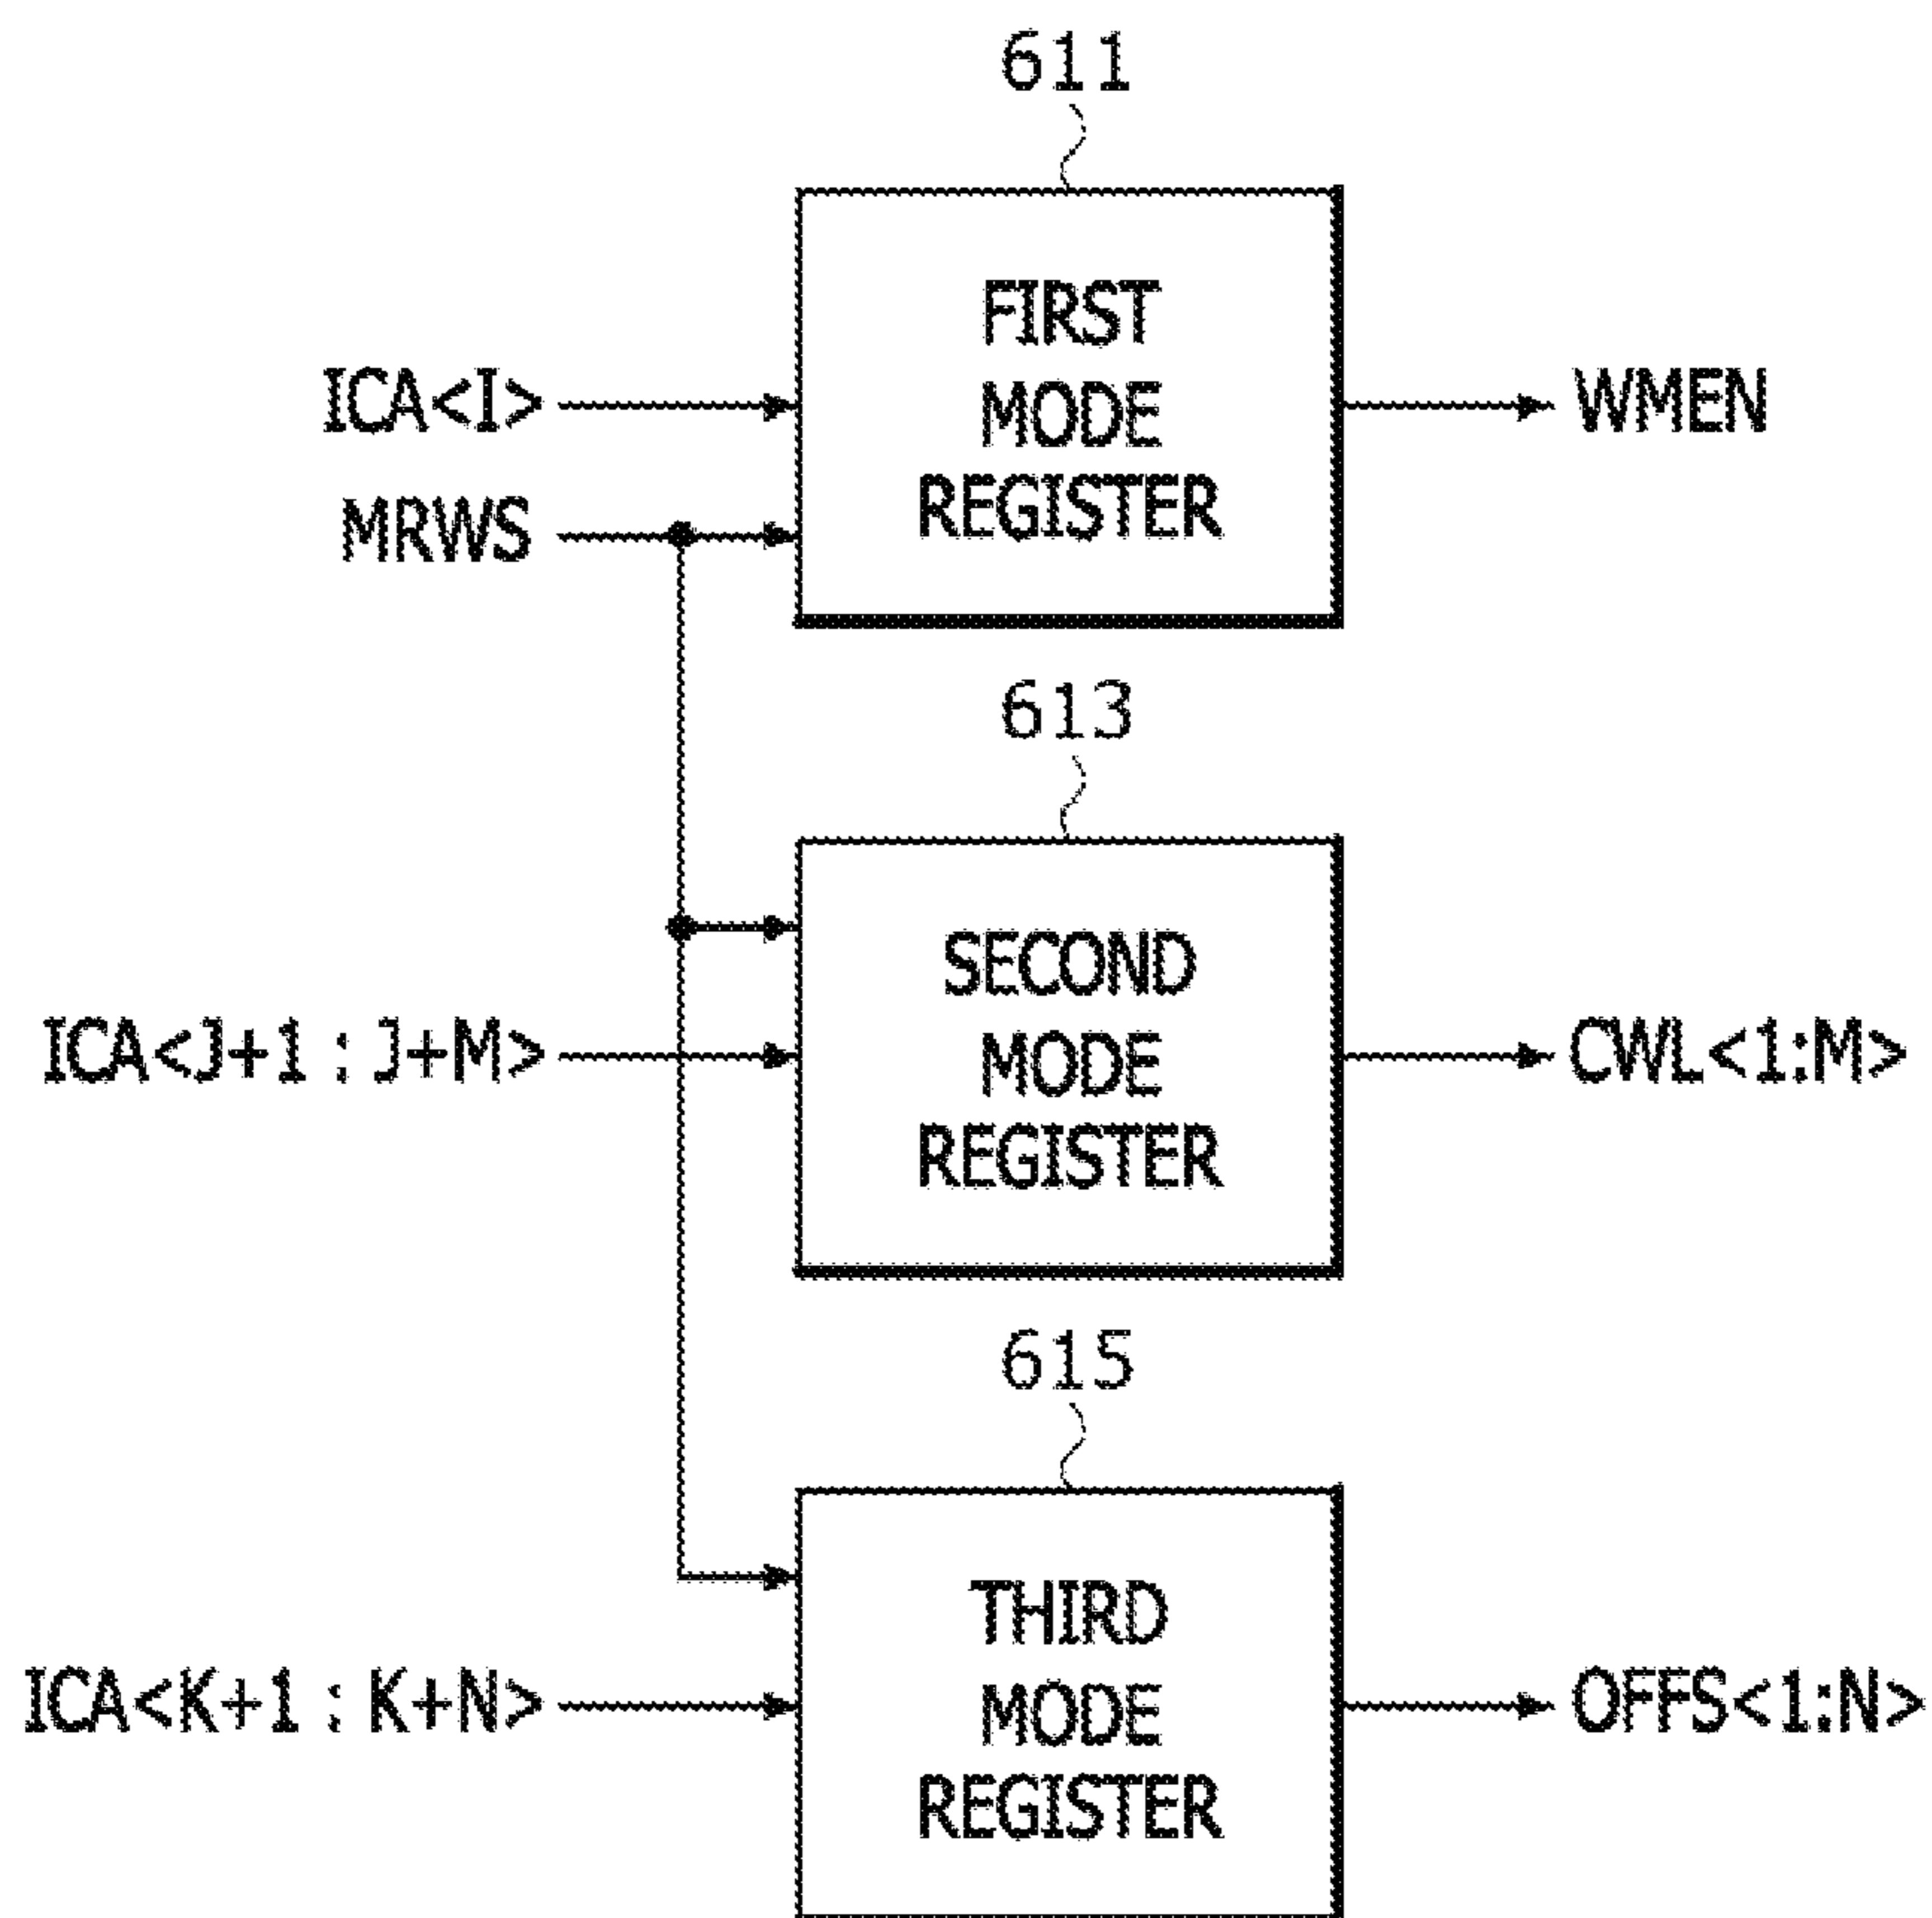 611
FIRST
MODE
REGISTER
ICA<I>
MRWS
WMEN
613
SECOND
MODE
REGISTER
ICA<J+1 : J+M>
CWL<1:M>
615
THIRD
MODE
REGISTER
ICA<K+1 : K+N>
OFFS<1:N>